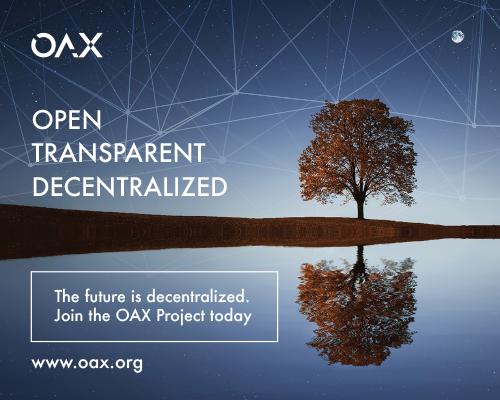 OAX
OPEN
TRANSPARENT
DECENTRALIZED
The future is decentralized.
Join the OAX Project today
www.oax.org